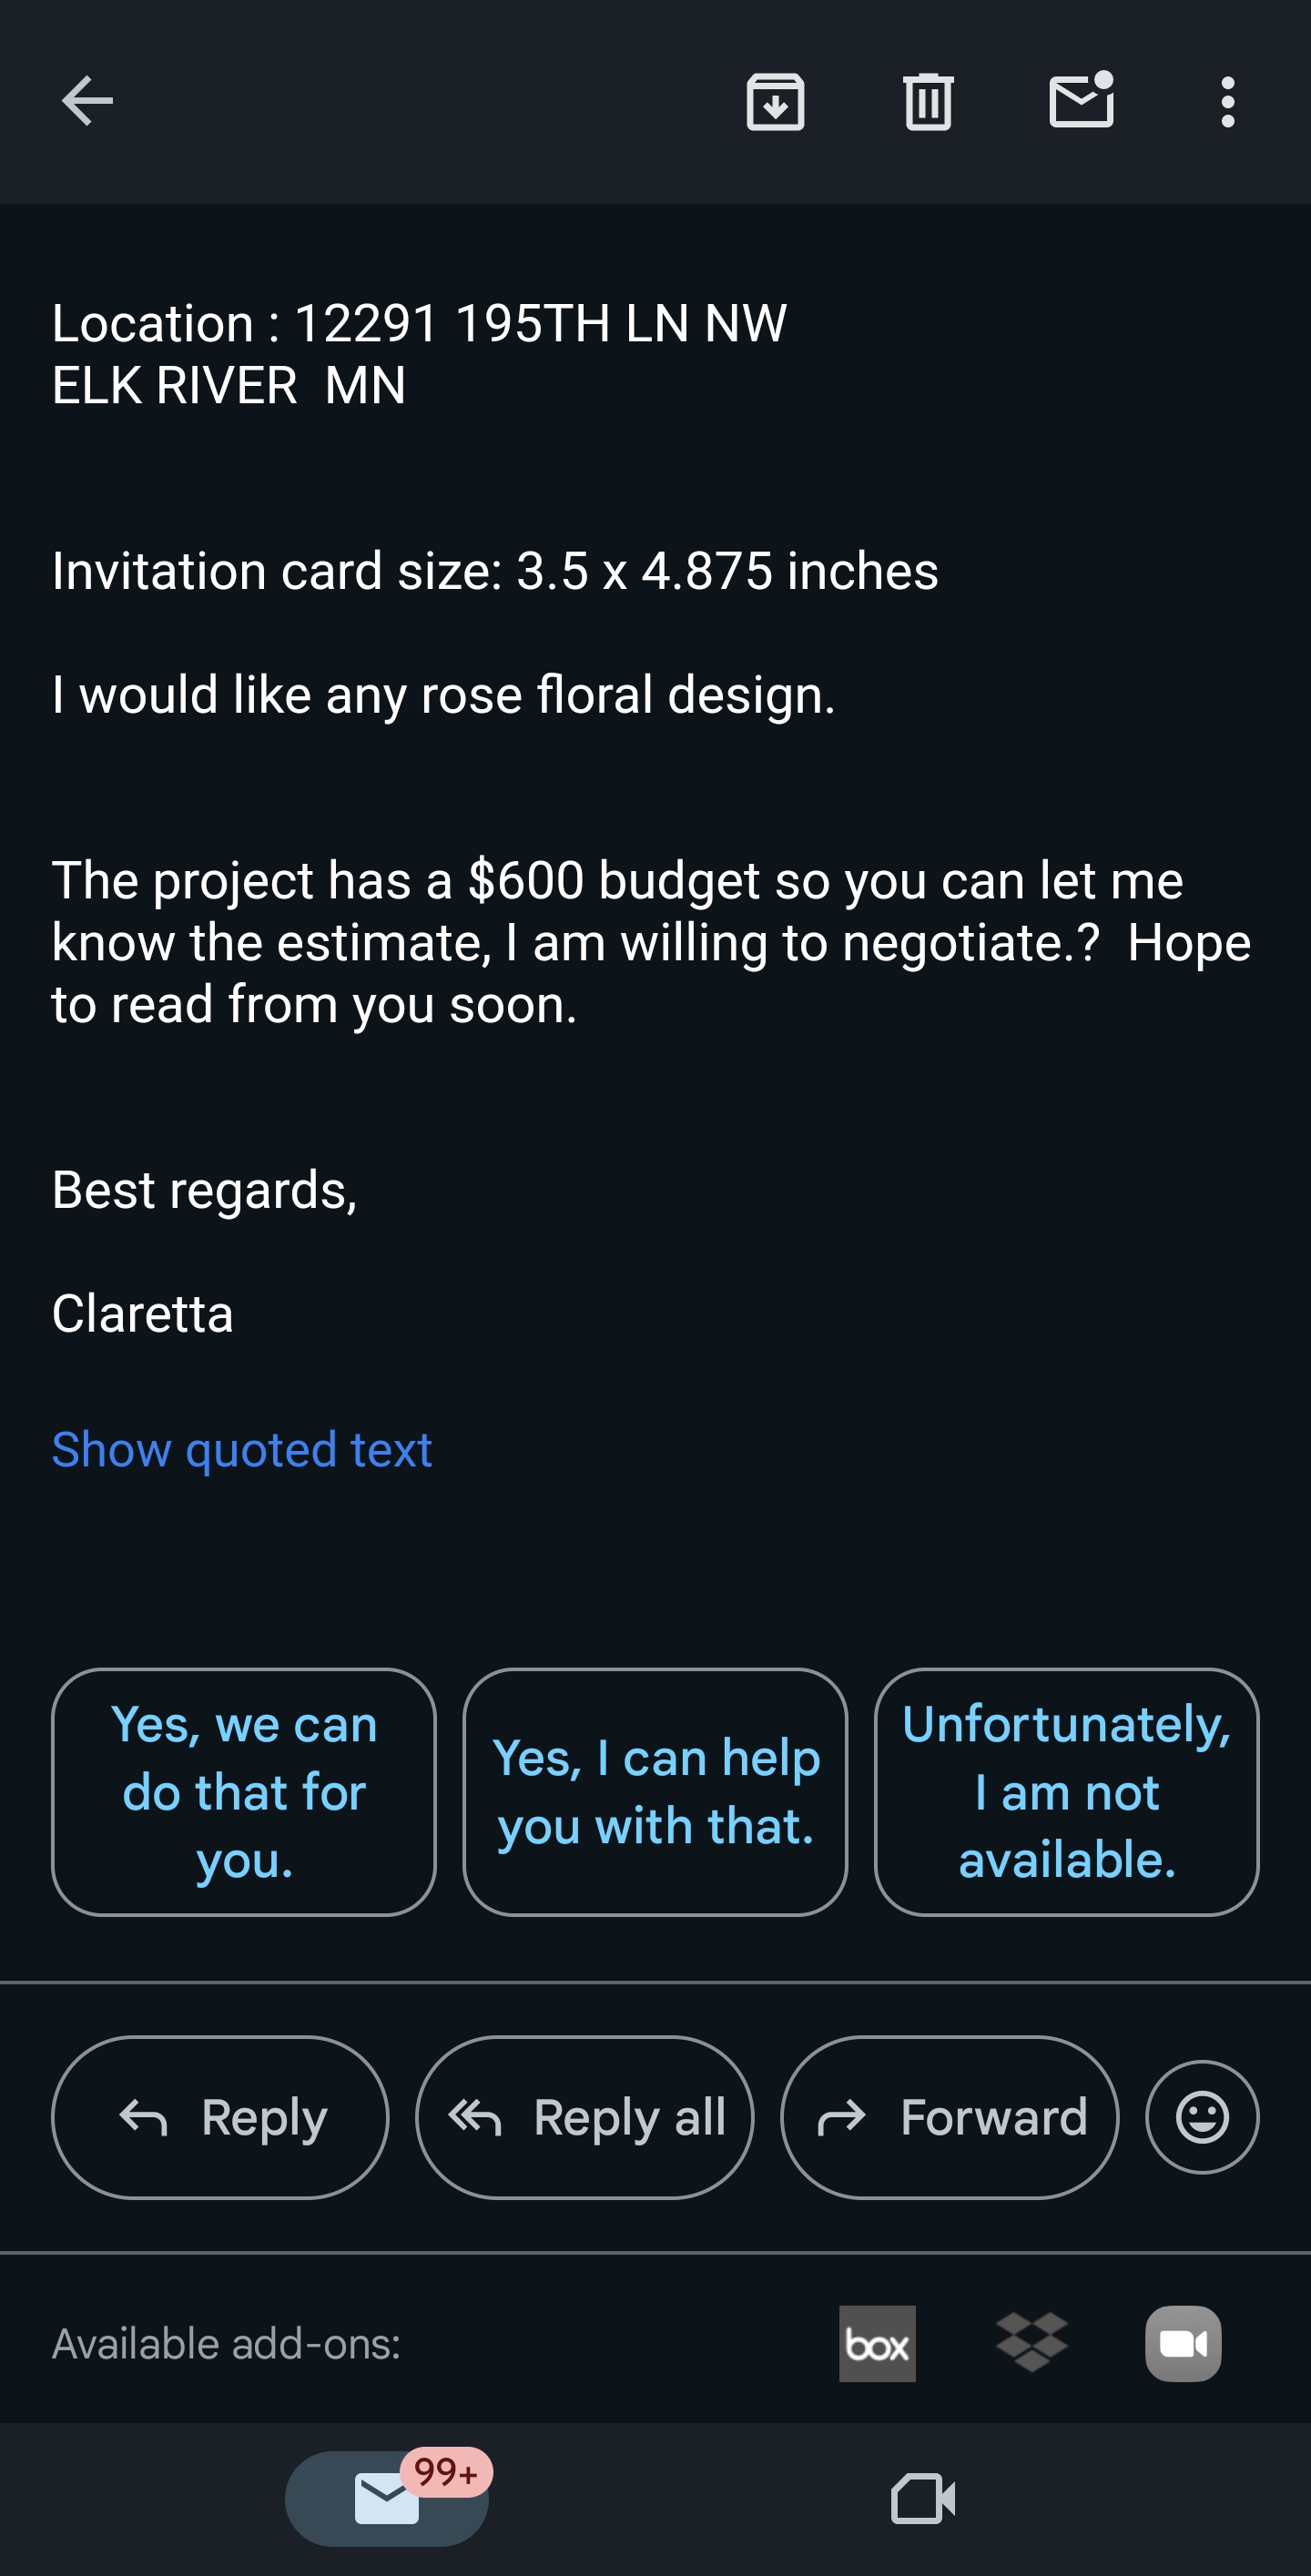 Location : 12291 195TH LN NW
ELK RIVER  MN
Invitation card size: 3.5 x 4.875 inches
I would like any rose floral design.
The project has a $600 budget so you can let me
know the estimate, I am willing to negotiate.?  Hope
to read from you soon.
Best regards,
Claretta
Show quoted text
Yes, we can
do that for
you.
Yes, I can help
you with that.
Unfortunately,
I am not
available.
Reply
Reply all
Forward
Available add-ons:
box
99+